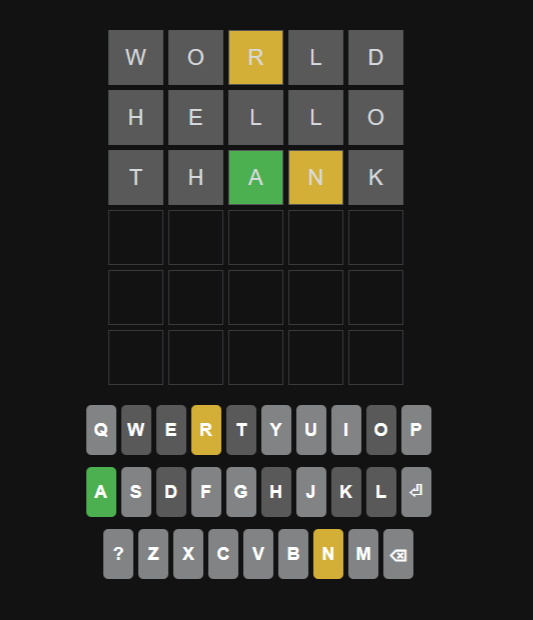 W O R L D
H E L L O
T H A N K
Q W E R T Y U I O P
A S D F G H J K L ⏎
? Z X C V B N M ⌫